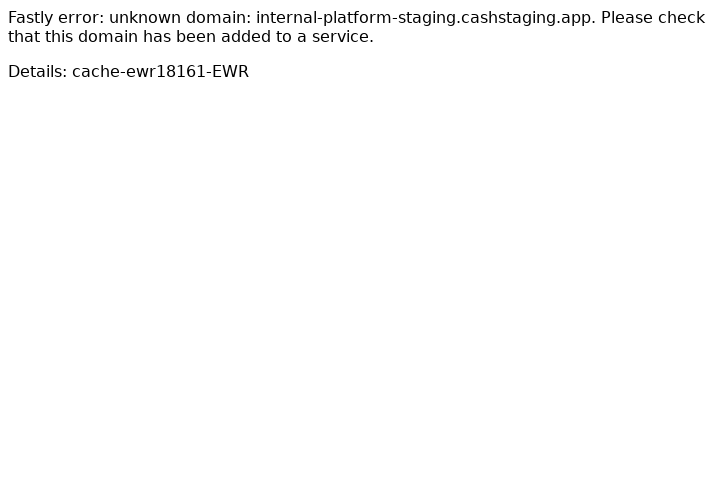 Fastly error: unknown domain: internal-platform-staging.cashstaging.app. Please check
that this domain has been added to a service.
Details: cache-ewr18161-EWR